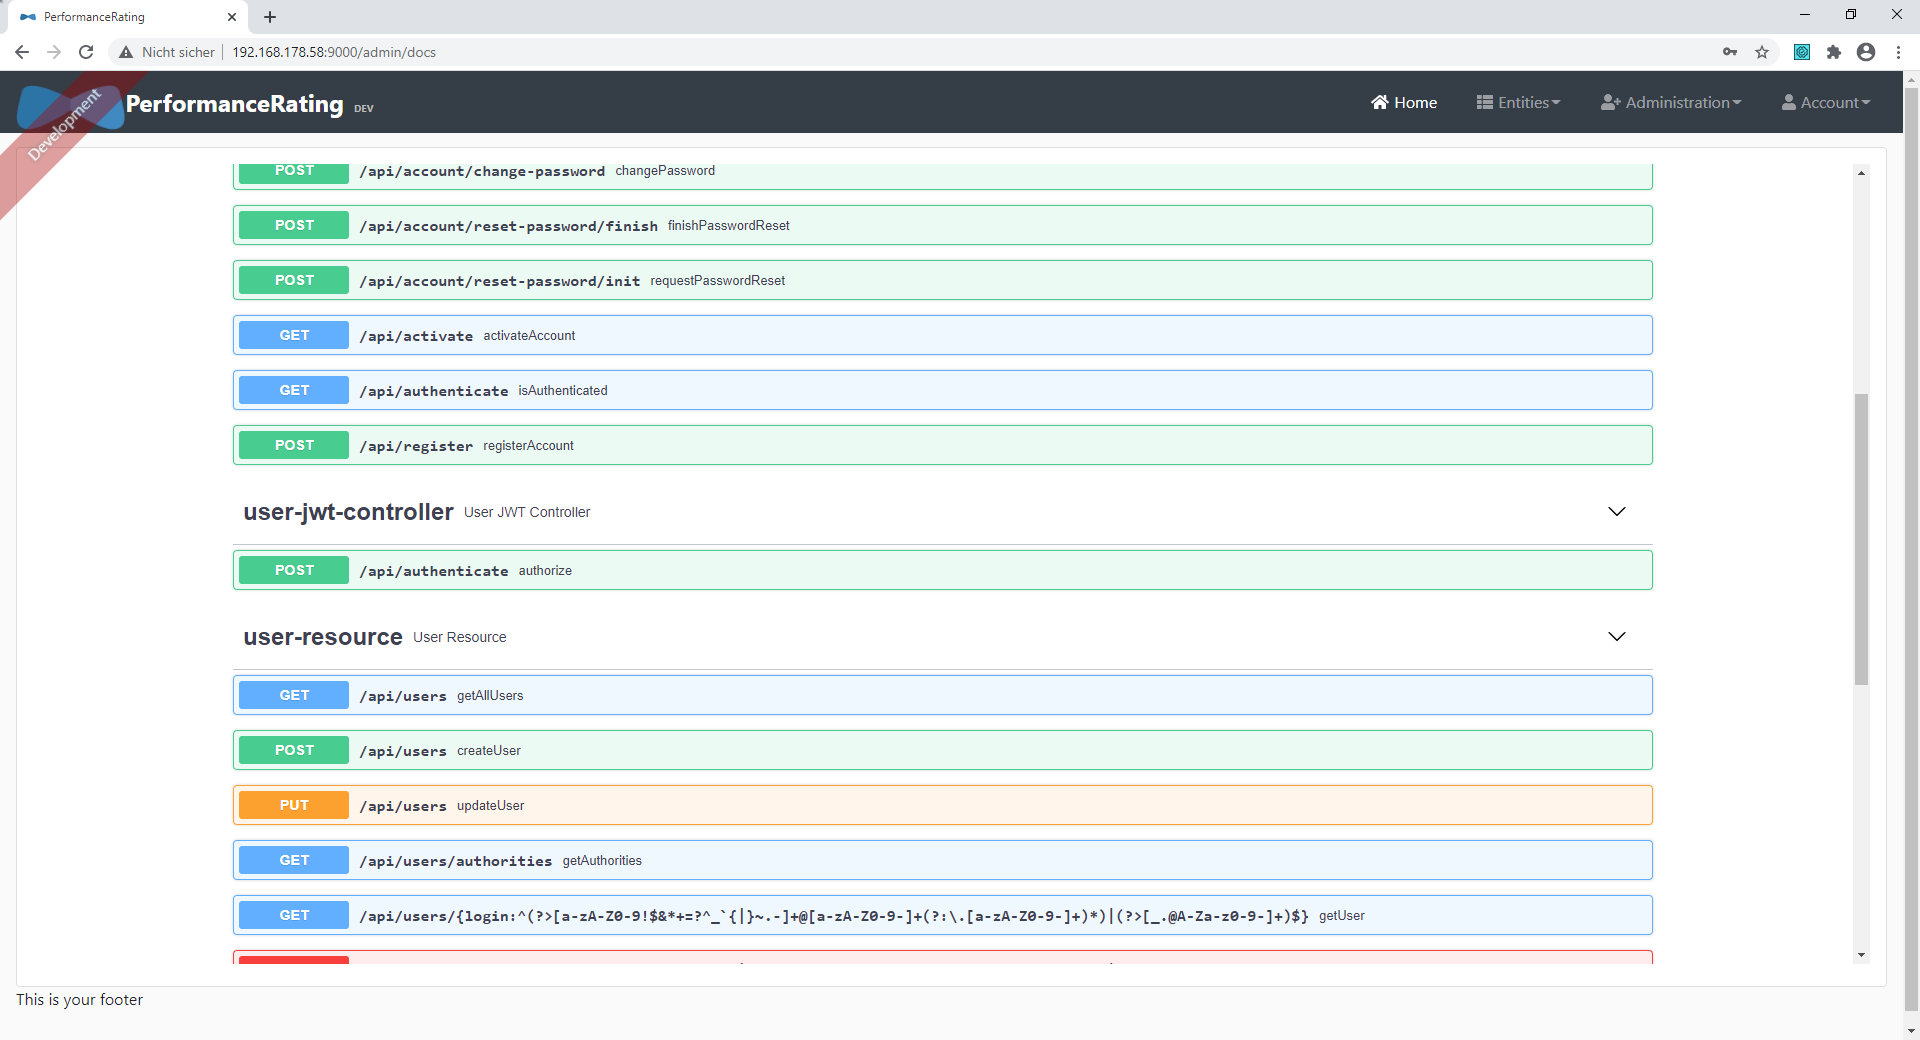 PerformanceRating
Nicht sicher 192.168.178.58:9000/admin/docs
Development
PerformanceRating DEV Home Entities Administration Account
POST /api/account/change-password changePassword
POST /api/account/reset-password/finish finishPasswordReset
POST /api/account/reset-password/init requestPasswordReset
GET /api/activate activateAccount
GET /api/authenticate isAuthenticated
POST /api/register registerAccount
user-jwt-controller User JWT Controller
POST /api/authenticate authorize
user-resource User Resource
GET /api/users getAllUsers
POST /api/users createUser
PUT /api/users updateUser
GET /api/users/authorities getAuthorities
GET /api/users/{login:^(?>[a-zA-Z0-9!$&*+=?^_`{|}~.-]+@[a-zA-Z0-9-]+(?:\.[a-zA-Z0-9-]+)*)|(?>[_.@A-Za-z0-9-]+)$} getUser
This is your footer